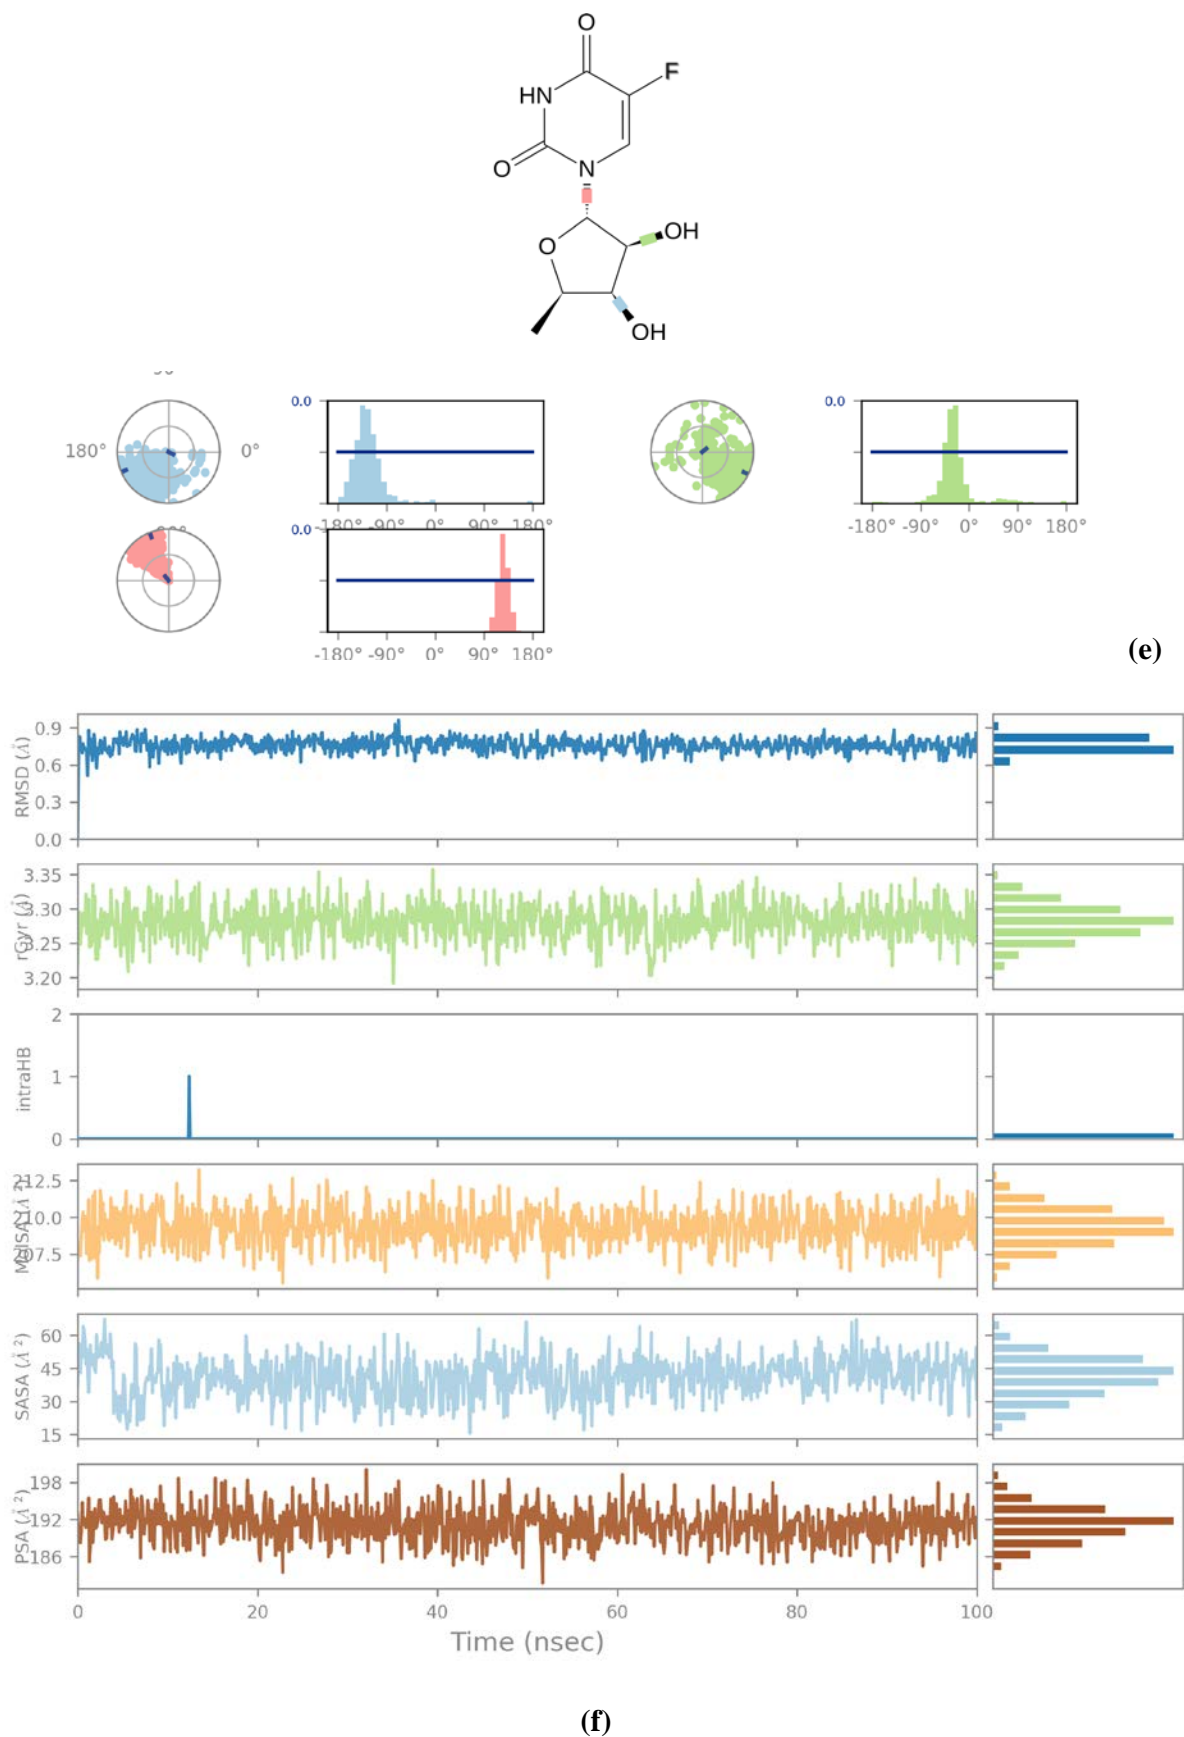 O
F
HN
O
N
O
OH
OH
180°
0°
0.0
-180° -90° 0° 90° 180°
0.0
-180° -90° 0° 90° 180°
0.0
-180° -90° 0° 90° 180°
(e)
RMSD (Å)
0.9
0.6
0.3
0.0
rGyr (Å)
3.35
3.30
3.25
3.20
intraHB
2
1
0
MolSA (Å²)
212.5
210.0
207.5
SASA (Å²)
60
45
30
15
PSA (Å²)
198
192
186
0 20 40 60 80 100
Time (nsec)
(f)